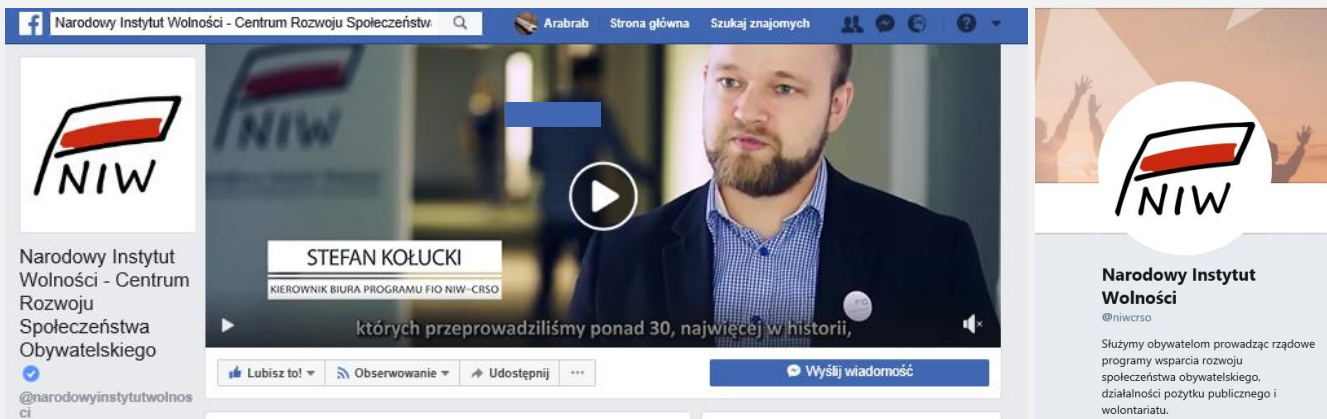 Narodowy Instytut Wolności - Centrum Rozwoju Społeczeństw
Arabrab
Strona główna
Szukaj znajomych
NIW
Narodowy Instytut
Wolności - Centrum
Rozwoju
Społeczeństwa
Obywatelskiego
@narodowyinstytutwolnos
ci
NIW
STEFAN KOŁUCKI
KIEROWNIK BIURA PROGRAMU FIO NIW-CRSO
których przeprowadziliśmy ponad 30, najwięcej w historii,
Lubisz to!
Obserwowanie
Udostępnij
Wyślij wiadomość
NIW
Narodowy Instytut
Wolności
@niwcrso
Służymy obywatelom prowadząc rządowe
programy wsparcia rozwoju
społeczeństwa obywatelskiego,
działalności pożytku publicznego i
wolontariatu.